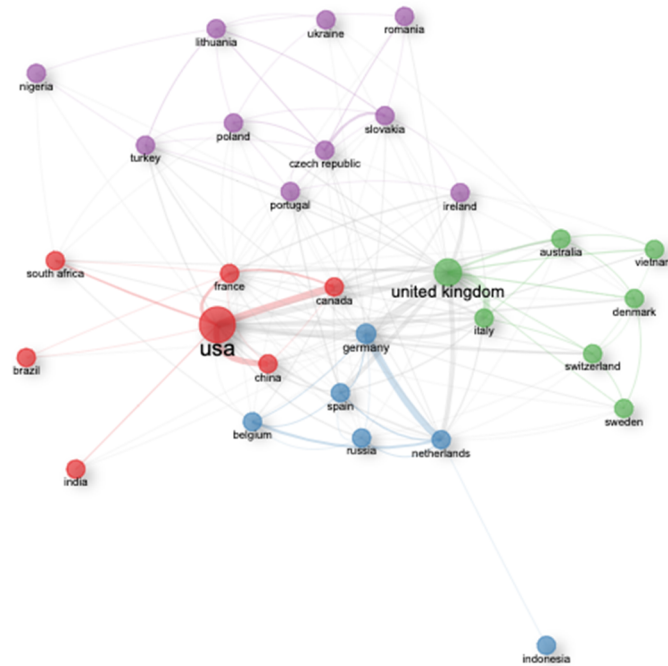 romania
ukraine
lithuania
nigeria
slovakia
poland
turkey
czech republic
portugal
ireland
australia
vietnam
south africa
france
canada
united kingdom
denmark
italy
usa
germany
switzerland
brazil
china
spain
sweden
belgium
russia
netherlands
india
indonesia